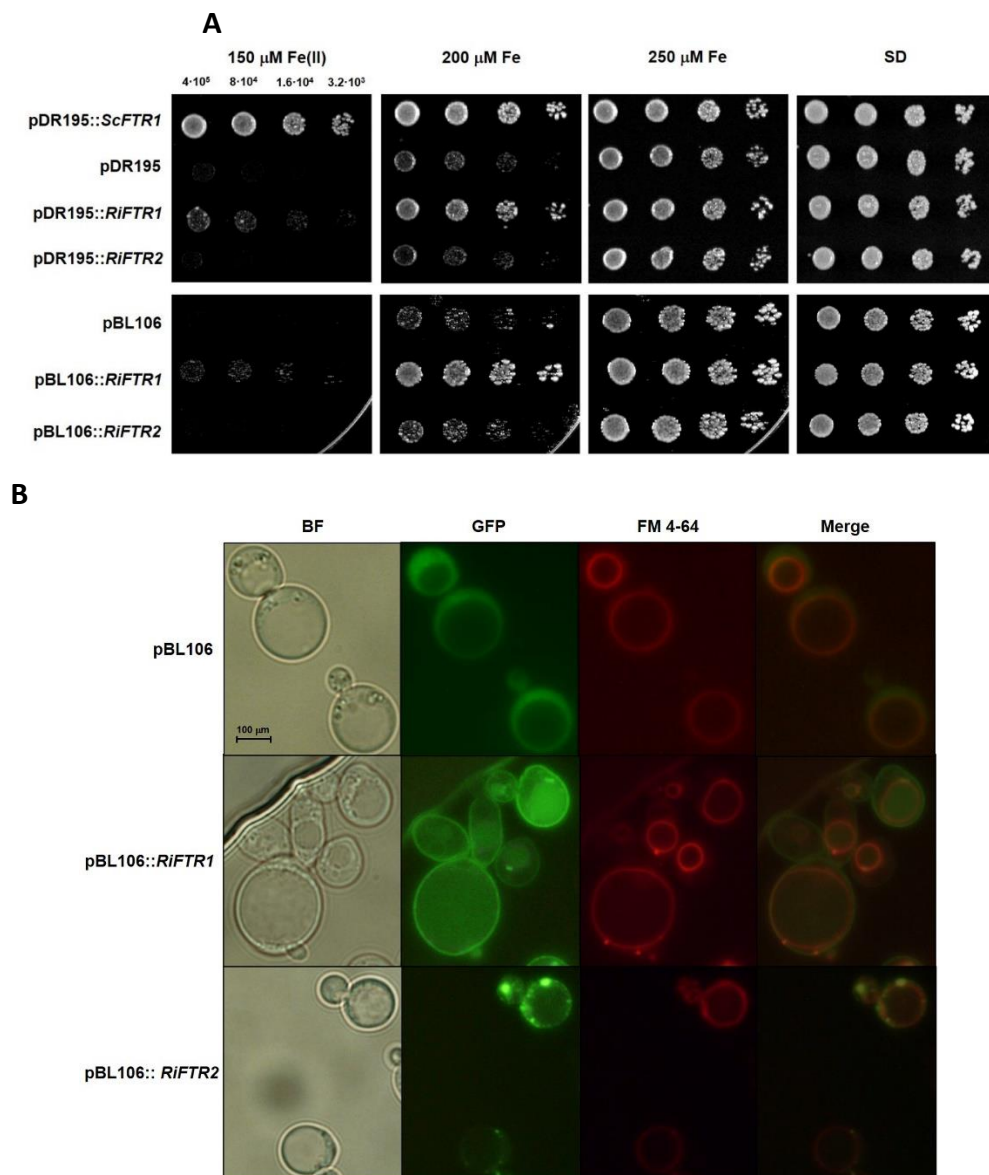 A
150 μM Fe(II)
200 μM Fe
250 μM Fe
SD
4·10⁵ 8·10⁴ 1.6·10⁴ 3.2·10³
pDR195::ScFTR1
pDR195
pDR195::RiFTR1
pDR195::RiFTR2
pBL106
pBL106::RiFTR1
pBL106::RiFTR2
B
BF GFP FM 4-64 Merge
pBL106
100 μm
pBL106::RiFTR1
pBL106:: RiFTR2